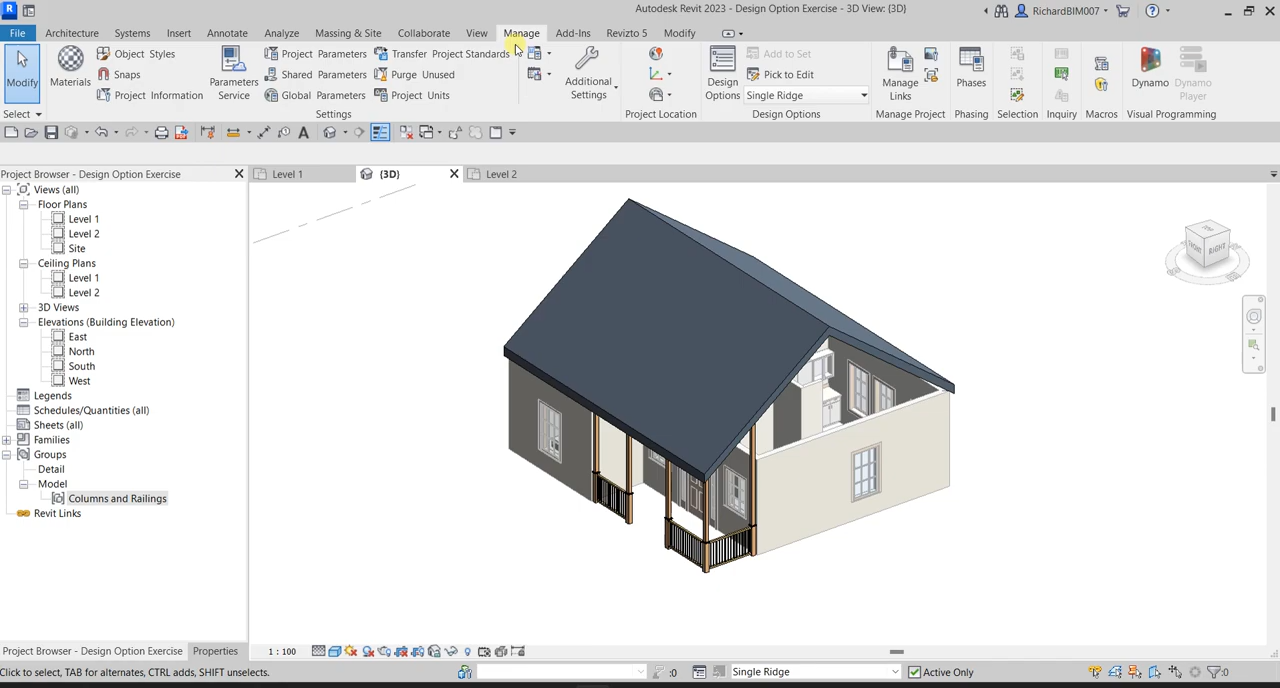 Autodesk Revit 2023 - Design Option Exercise - 3D View: {3D}
RichardBIM007
File Architecture Systems Insert Annotate Analyze Massing & Site Collaborate View Manage Add-Ins Revizto 5 Modify
Modify
Materials
Object Styles
Snaps
Project Information
Parameters Service
Project Parameters
Shared Parameters
Global Parameters
Transfer Project Standards
Purge Unused
Project Units
Additional Settings
Design Options
Add to Set
Pick to Edit
Single Ridge
Manage Links
Phases
Dynamo
Dynamo Player
Select Settings Project Location Design Options Manage Project Phasing Selection Inquiry Macros Visual Programming
Project Browser - Design Option Exercise
Level 1 {3D} Level 2
Views (all)
Floor Plans
Level 1
Level 2
Site
Ceiling Plans
Level 1
Level 2
3D Views
Elevations (Building Elevation)
East
North
South
West
Legends
Schedules/Quantities (all)
Sheets (all)
Families
Groups
Detail
Model
Columns and Railings
Revit Links
TOP
FRONT
RIGHT
Project Browser - Design Option Exercise Properties
1 : 100
Click to select, TAB for alternates, CTRL adds, SHIFT unselects.
:0
Single Ridge
Active Only
:0